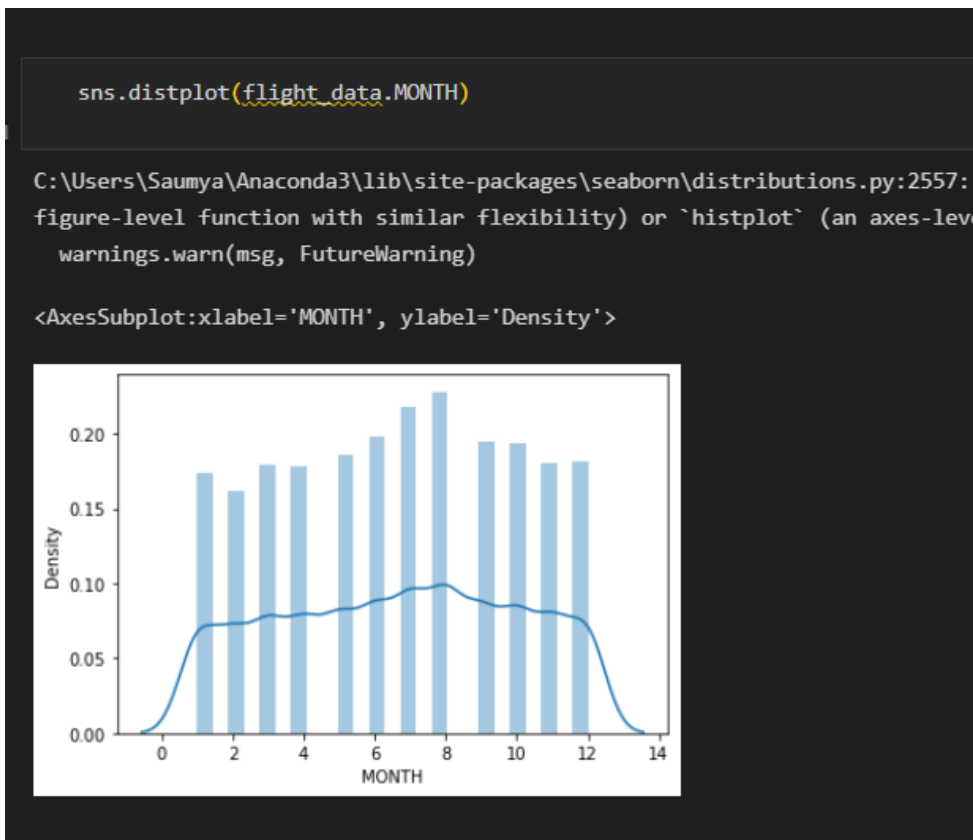 sns.distplot(flight_data.MONTH)
C:\Users\Saumya\Anaconda3\lib\site-packages\seaborn\distributions.py:2557:
figure-level function with similar flexibility) or `histplot` (an axes-leve
warnings.warn(msg, FutureWarning)
<AxesSubplot:xlabel='MONTH', ylabel='Density'>
0.20
0.15
0.10
0.05
0.00
Density
0 2 4 6 8 10 12 14
MONTH